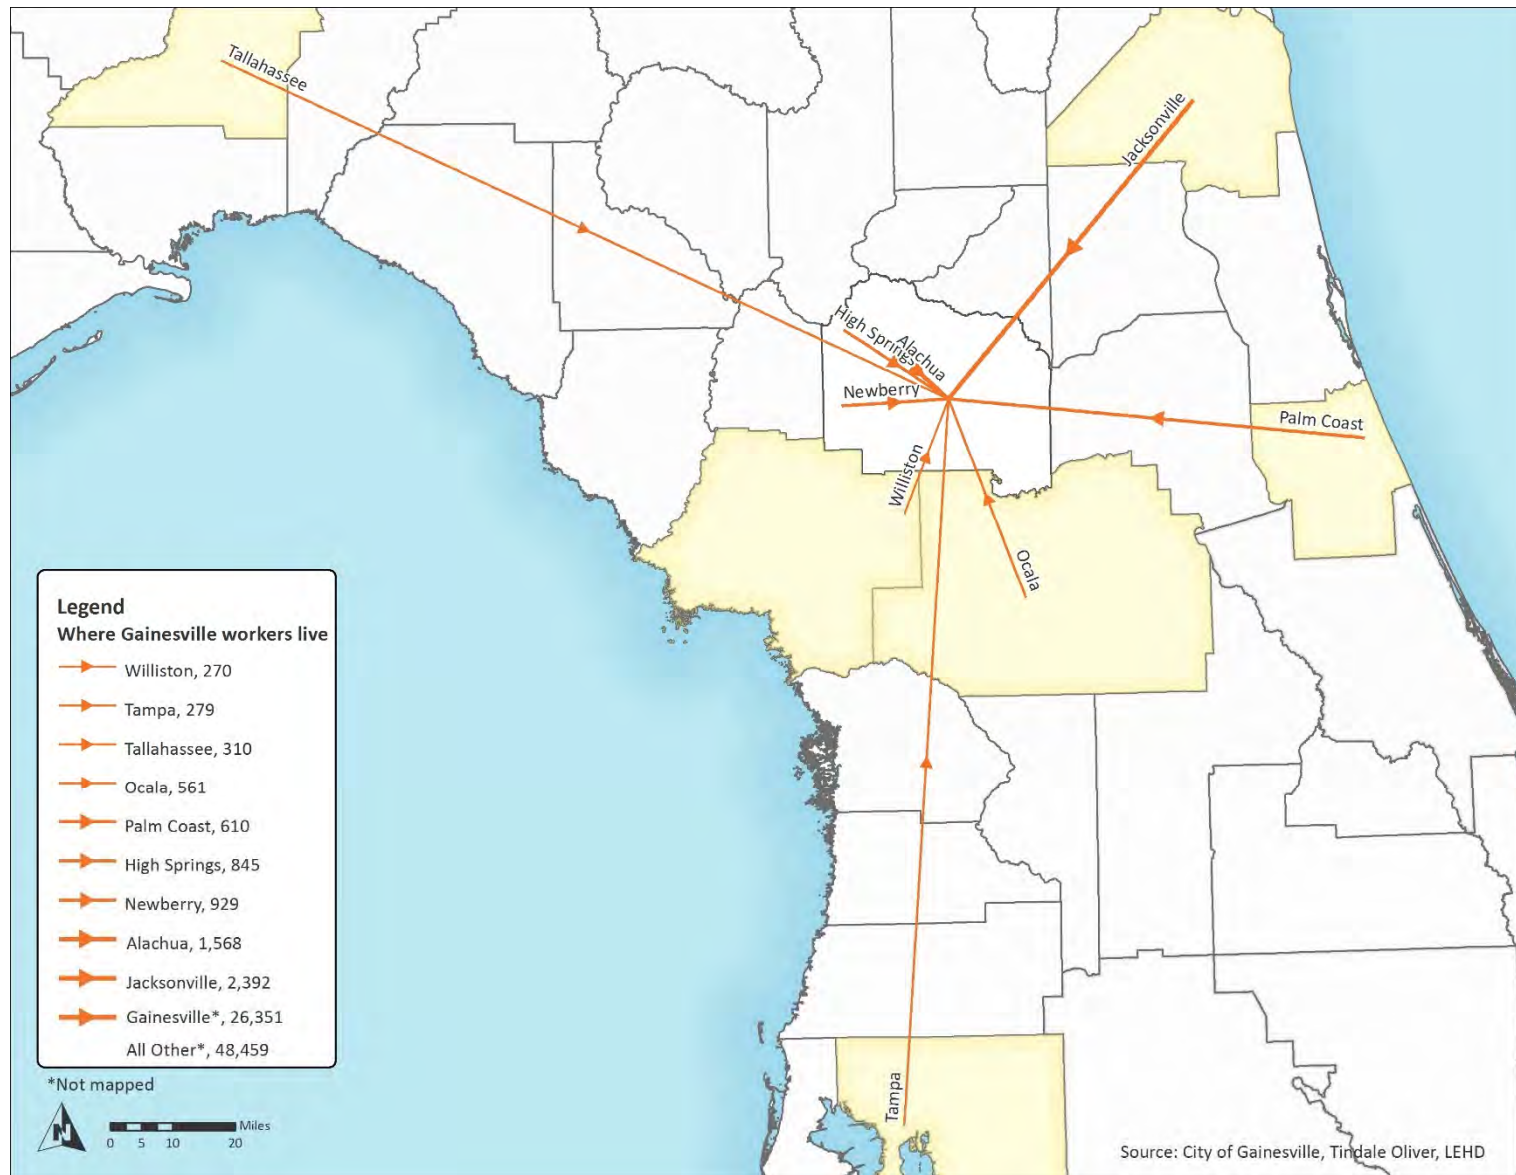 Tallahassee
Jacksonville
High Springs
Alachua
Newberry
Palm Coast
Williston
Ocala
Tampa
Legend
Where Gainesville workers live
Williston, 270
Tampa, 279
Tallahassee, 310
Ocala, 561
Palm Coast, 610
High Springs, 845
Newberry, 929
Alachua, 1,568
Jacksonville, 2,392
Gainesville*, 26,351
All Other*, 48,459
*Not mapped
N
Miles
0 5 10 20
Source: City of Gainesville, Tindale Oliver, LEHD